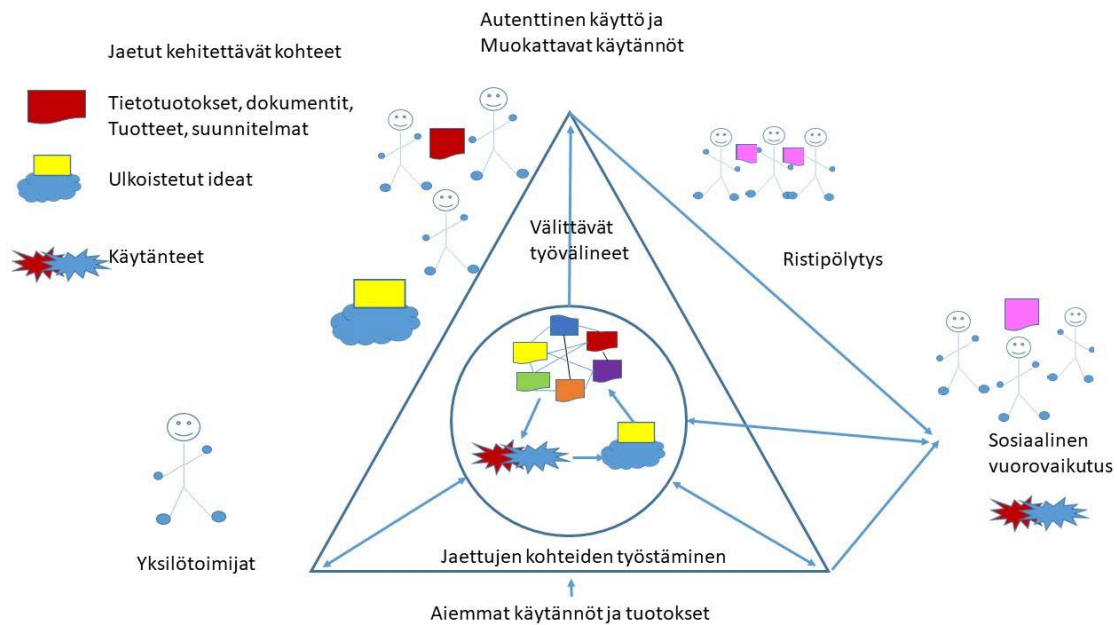 Autenttinen käyttö ja
Muokattavat käytännöt
Jaetut kehitettävät kohteet
Tietotuotokset, dokumentit,
Tuotteet, suunnitelmat
Ulkoistetut ideat
Käytänteet
Välittävät
työvälineet
Ristipölytys
Sosiaalinen
vuorovaikutus
Yksilötoimijat
Jaettujen kohteiden työstäminen
Aiemmat käytännöt ja tuotokset